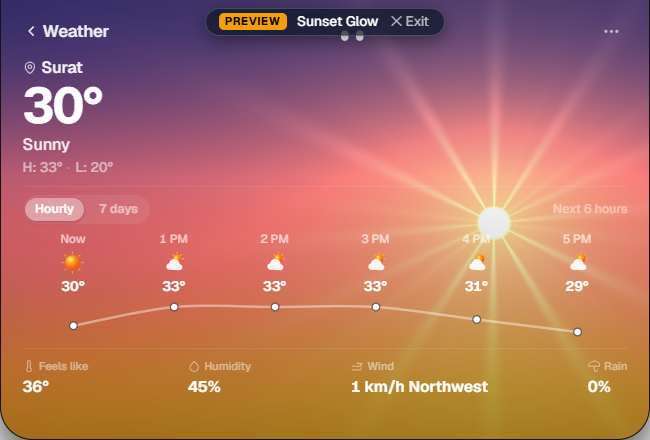 PREVIEW Sunset Glow Exit
Weather
Surat
30°
Sunny
H: 33° · L: 20°
Hourly 7 days Next 6 hours
Now 1 PM 2 PM 3 PM 4 PM 5 PM
30° 33° 33° 33° 31° 29°
Feels like Humidity Wind Rain
36° 45% 1 km/h Northwest 0%